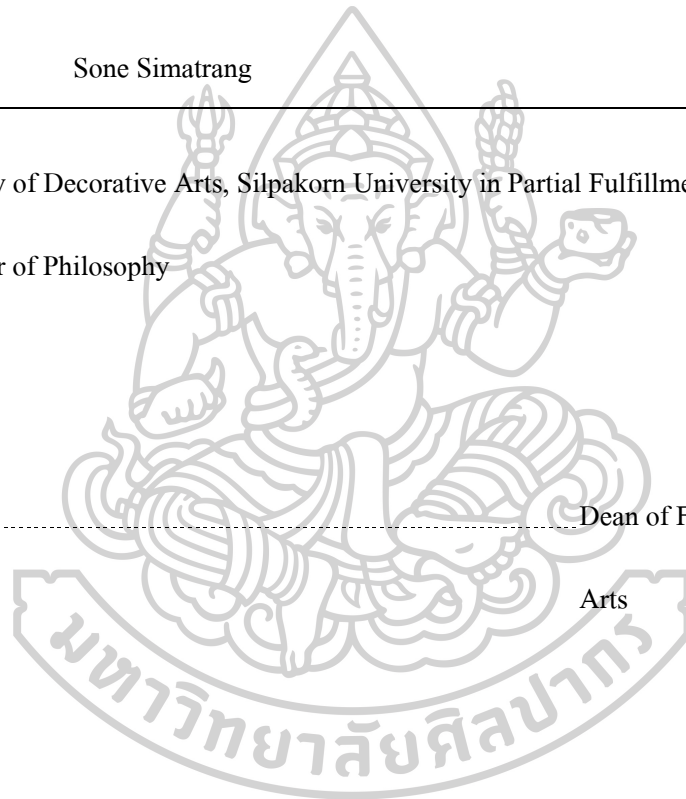 Sone Simatrang
y of Decorative Arts, Silpakorn University in Partial Fulfillme
r of Philosophy
Dean of F
Arts
มหาวิทยาลัยศิลปากร